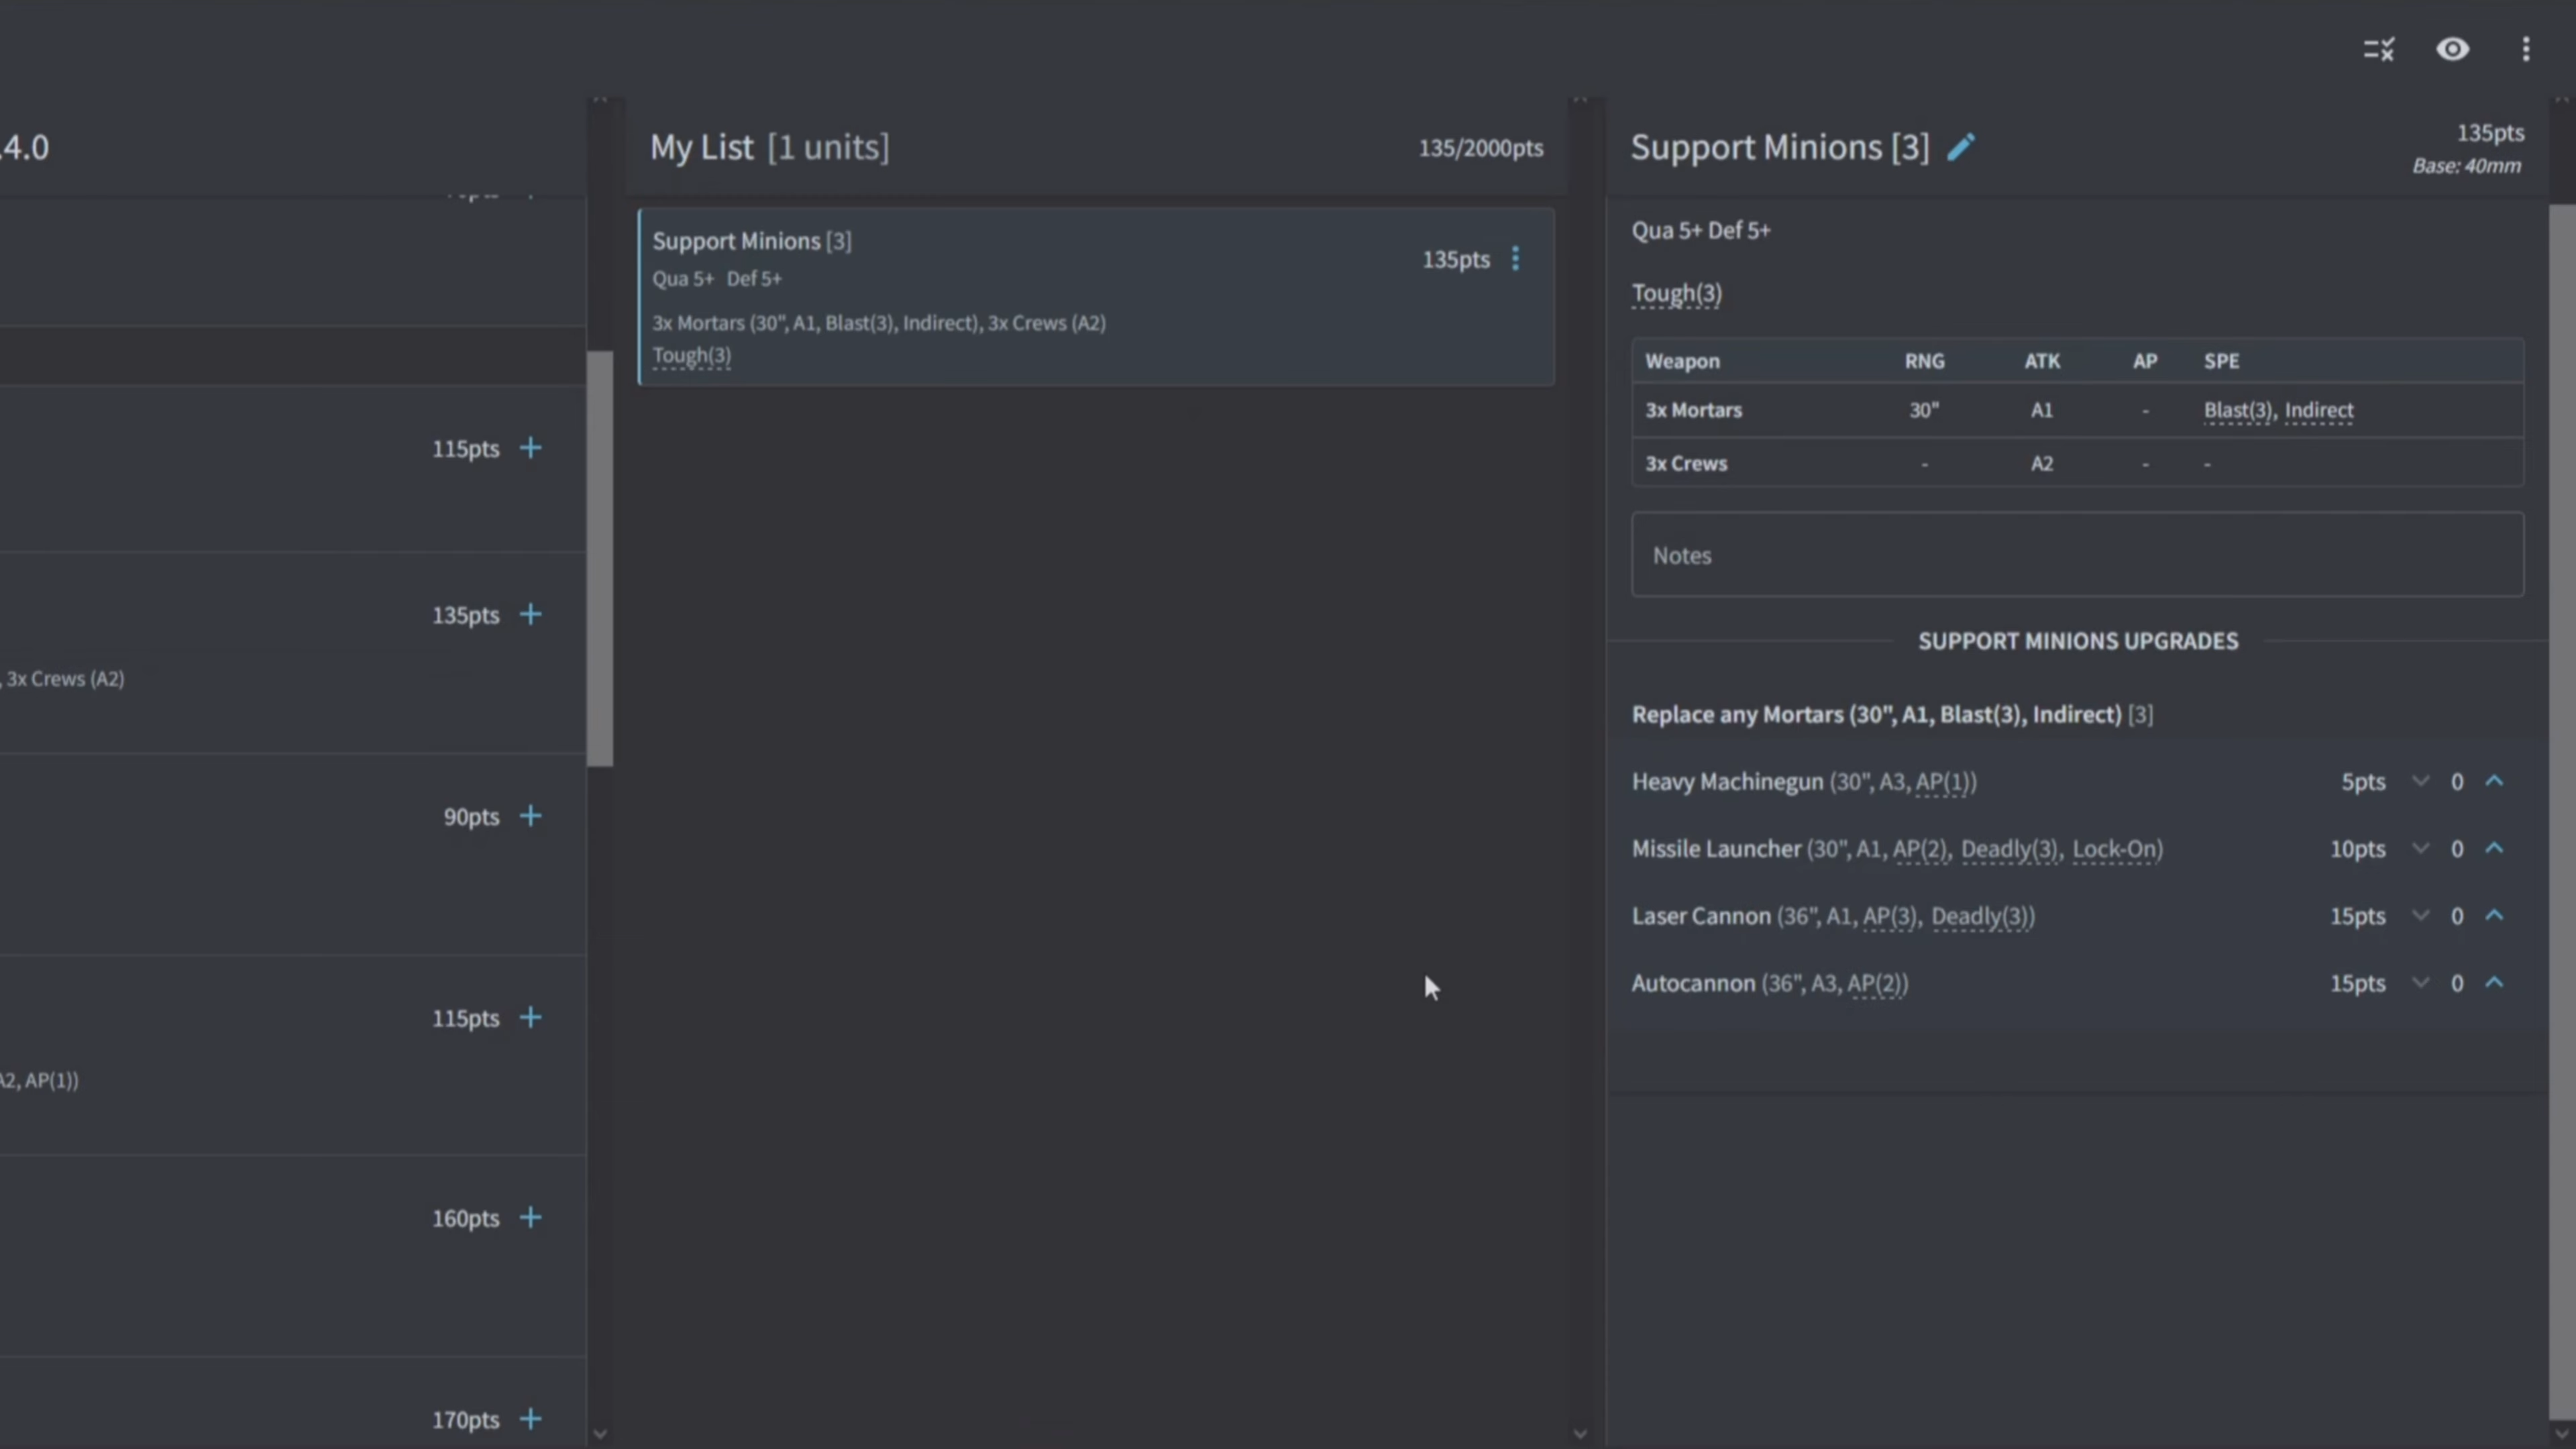 .4.0
115pts
135pts
, 3x Crews (A2)
90pts
115pts
A2, AP(1))
160pts
170pts
My List [1 units]
135/2000pts
Support Minions [3]
135pts
Qua 5+ Def 5+
3x Mortars (30", A1, Blast(3), Indirect), 3x Crews (A2)
Tough(3)
Support Minions [3]
135pts
Base: 40mm
Qua 5+ Def 5+
Tough(3)
Weapon RNG ATK AP SPE
3x Mortars 30" A1 - Blast(3), Indirect
3x Crews - A2 - -
Notes
SUPPORT MINIONS UPGRADES
Replace any Mortars (30", A1, Blast(3), Indirect) [3]
Heavy Machinegun (30", A3, AP(1)) 5pts 0
Missile Launcher (30", A1, AP(2), Deadly(3), Lock-On) 10pts 0
Laser Cannon (36", A1, AP(3), Deadly(3)) 15pts 0
Autocannon (36", A3, AP(2)) 15pts 0